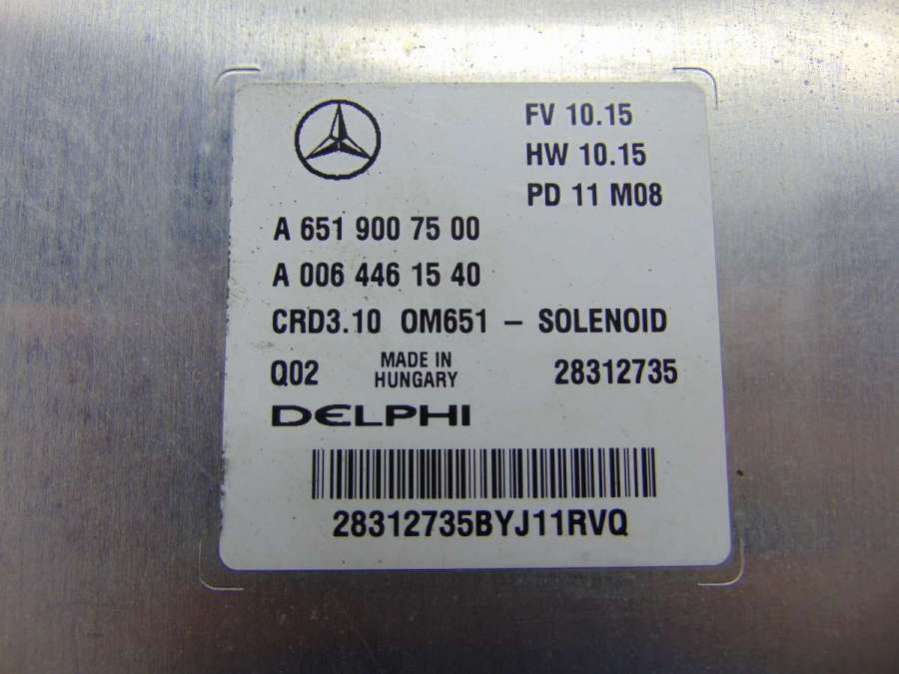 FV 10.15
HW 10.15
PD 11 M08
A 651 900 75 00
A 006 446 15 40
CRD3.10 OM651 – SOLENOID
Q02 MADE IN HUNGARY 28312735
DELPHI
28312735BYJ11RVQ